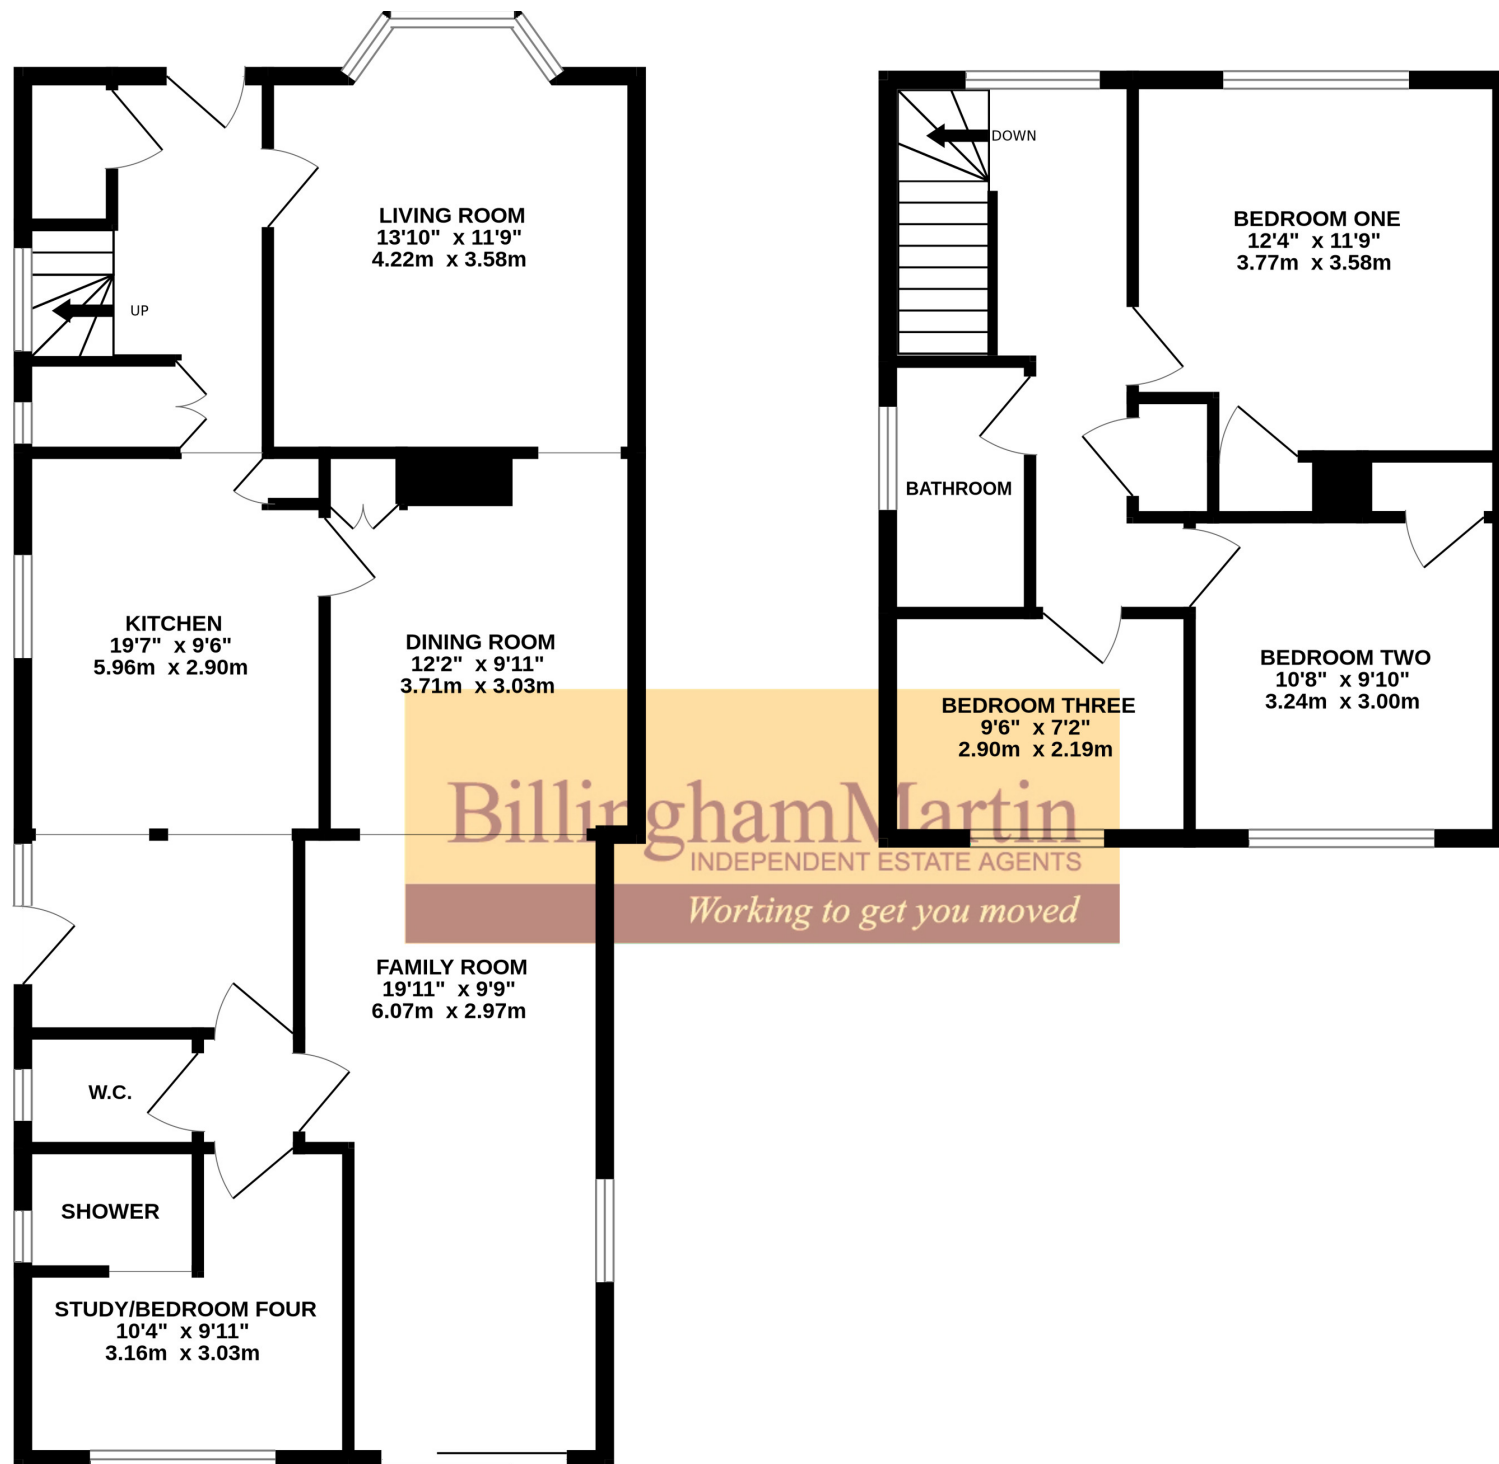 LIVING ROOM
13'10" x 11'9"
4.22m x 3.58m
UP
KITCHEN
19'7" x 9'6"
5.96m x 2.90m
DINING ROOM
12'2" x 9'11"
3.71m x 3.03m
FAMILY ROOM
19'11" x 9'9"
6.07m x 2.97m
W.C.
SHOWER
STUDY/BEDROOM FOUR
10'4" x 9'11"
3.16m x 3.03m
DOWN
BEDROOM ONE
12'4" x 11'9"
3.77m x 3.58m
BATHROOM
BEDROOM TWO
10'8" x 9'10"
3.24m x 3.00m
BEDROOM THREE
9'6" x 7'2"
2.90m x 2.19m
BillinghamMartin
INDEPENDENT ESTATE AGENTS
Working to get you moved